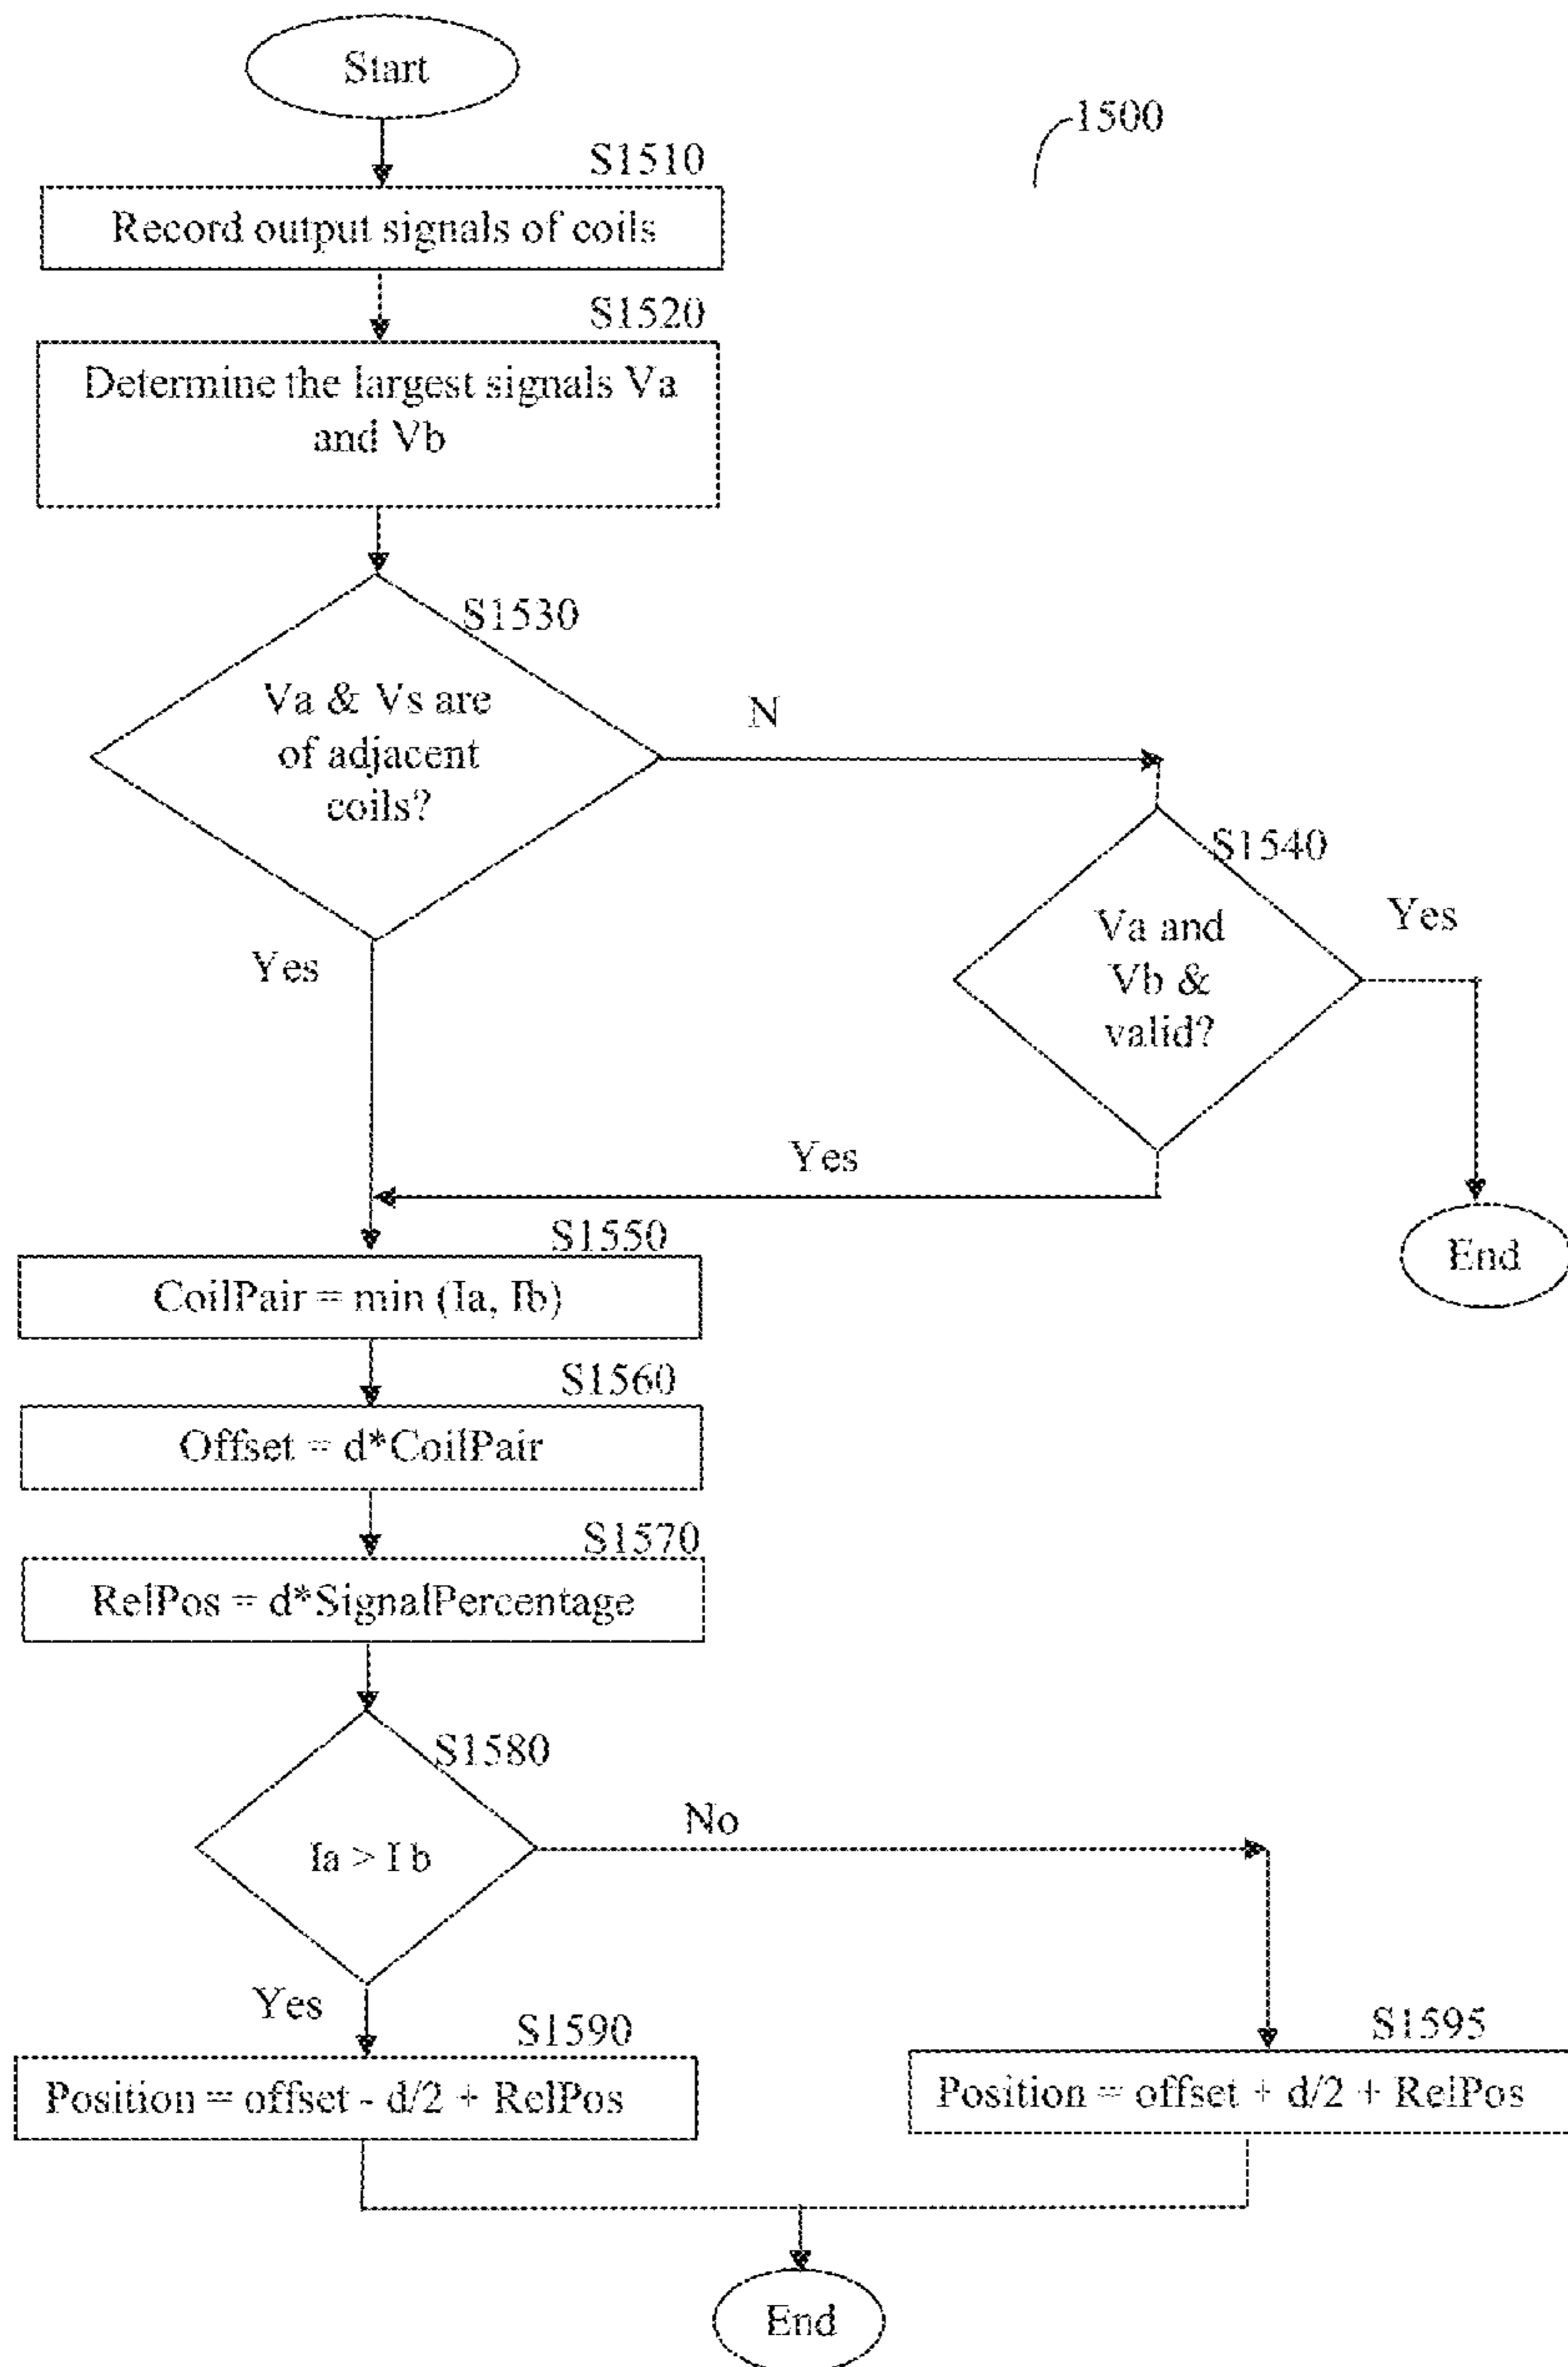 Start
1500
S1510
Record output signals of coils
S1520
Determine the largest signals Va
and Vb
S1530
Va & Vs are
of adjacent
coils?
N
S1540
Va and
Vb &
valid?
Yes
Yes
Yes
End
S1550
CoilPair = min (Ia, Ib)
S1560
Offset = d*CoilPair
S1570
RelPos = d*SignalPercentage
S1580
Ia > I b
No
Yes
S1590
Position = offset - d/2 + RelPos
S1595
Position = offset + d/2 + RelPos
End